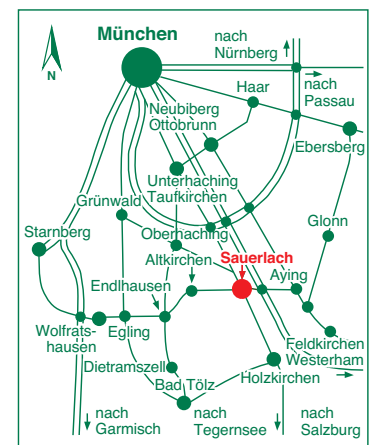 München
nach
Nürnberg
N
Haar
nach
Passau
Neubiberg
Ottobrunn
Ebersberg
Unterhaching
Taufkirchen
Grünwald
Glonn
Starnberg
Oberhaching
Altkirchen
Sauerlach
Aying
Endlhausen
Wolfrats-
hausen
Egling
Feldkirchen
Westerham
Dietramszell
Bad Tölz
Holzkirchen
nach
Garmisch
nach
Tegernsee
nach
Salzburg